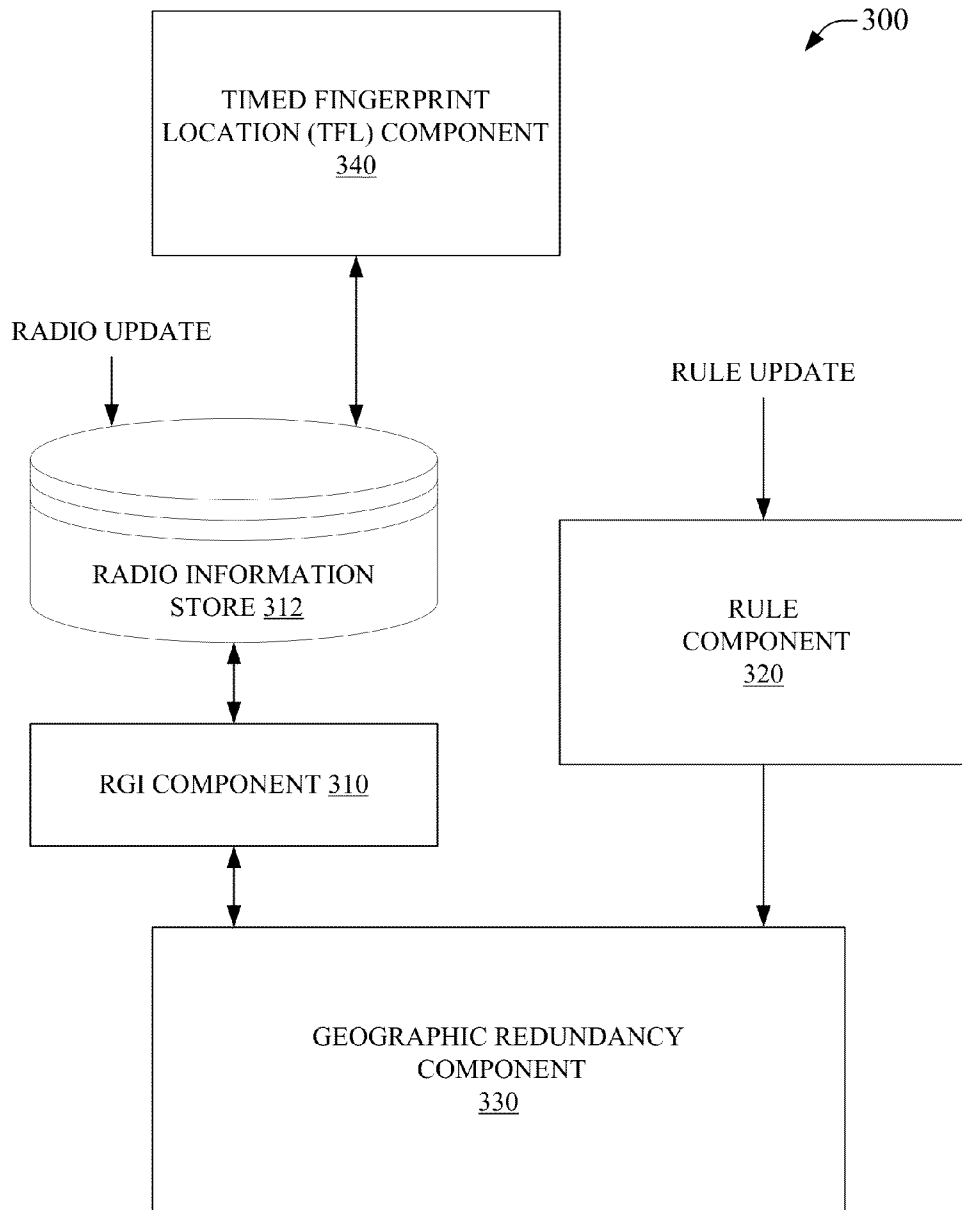 300
TIMED FINGERPRINT
LOCATION (TFL) COMPONENT
340
RADIO UPDATE
RULE UPDATE
RADIO INFORMATION
STORE 312
RULE
COMPONENT
320
RGI COMPONENT 310
GEOGRAPHIC REDUNDANCY
COMPONENT
330